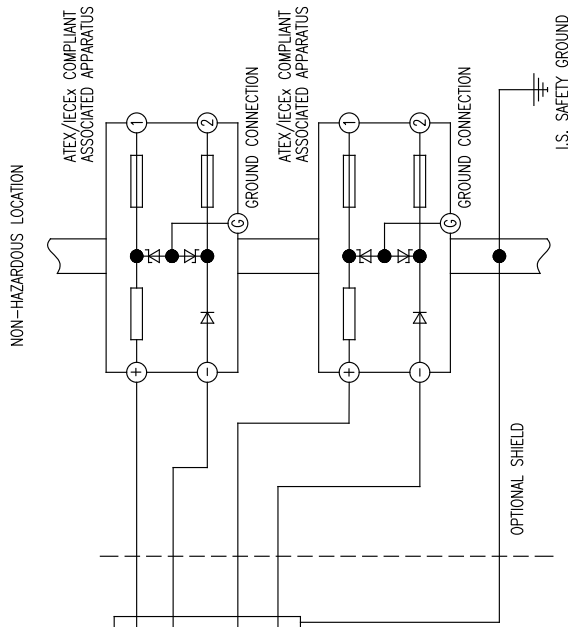 NON-HAZARDOUS LOCATION
ATEX/IECEx COMPLIANT
ASSOCIATED APPARATUS
1
2
+
-
G
GROUND CONNECTION
ATEX/IECEx COMPLIANT
ASSOCIATED APPARATUS
1
2
+
-
G
GROUND CONNECTION
OPTIONAL SHIELD
I.S. SAFETY GROUND